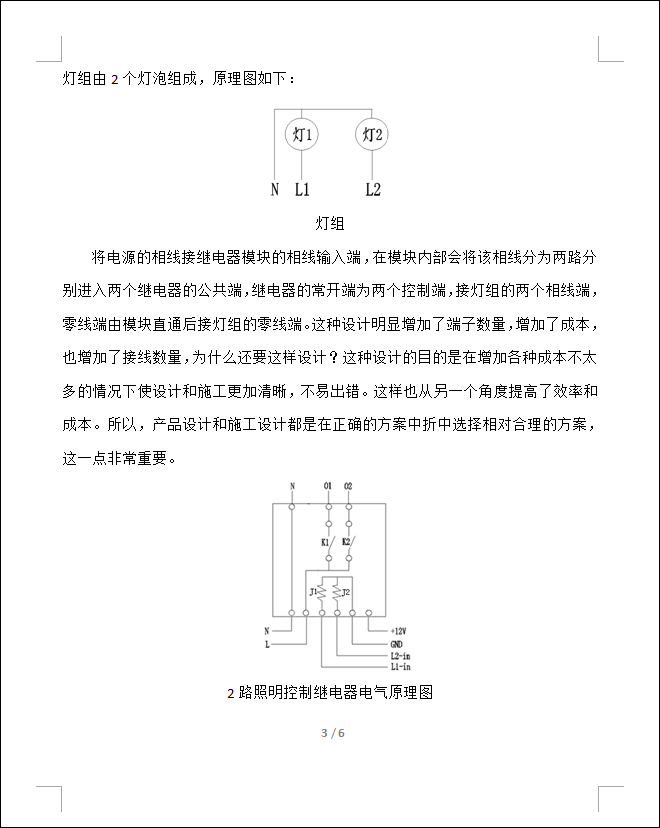 灯组由 2 个灯泡组成，原理图如下：
灯1 灯2
N L1 L2
灯组
将电源的相线接继电器模块的相线输入端，在模块内部会将该相线分为两路分
别进入两个继电器的公共端，继电器的常开端为两个控制端，接灯组的两个相线端，
零线端由模块直通后接灯组的零线端。这种设计明显增加了端子数量，增加了成本，
也增加了接线数量，为什么还要这样设计？这种设计的目的是在增加各种成本不太
多的情况下使设计和施工更加清晰，不易出错。这样也从另一个角度提高了效率和
成本。所以，产品设计和施工设计都是在正确的方案中折中选择相对合理的方案，
这一点非常重要。
N O1 O2
K1 K2
J1 J2
N +12V
L GND
L2-in
L1-in
2 路照明控制继电器电气原理图
3 / 6